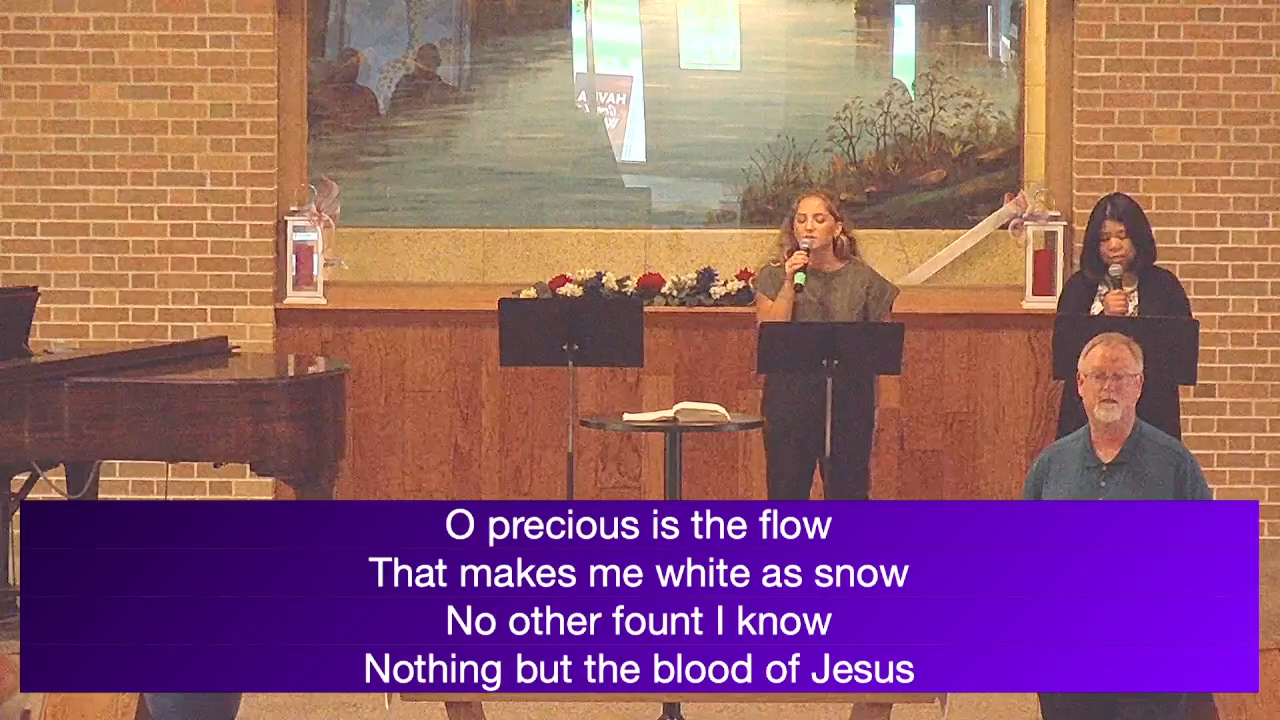 O precious is the flow
That makes me white as snow
No other fount I know
Nothing but the blood of Jesus